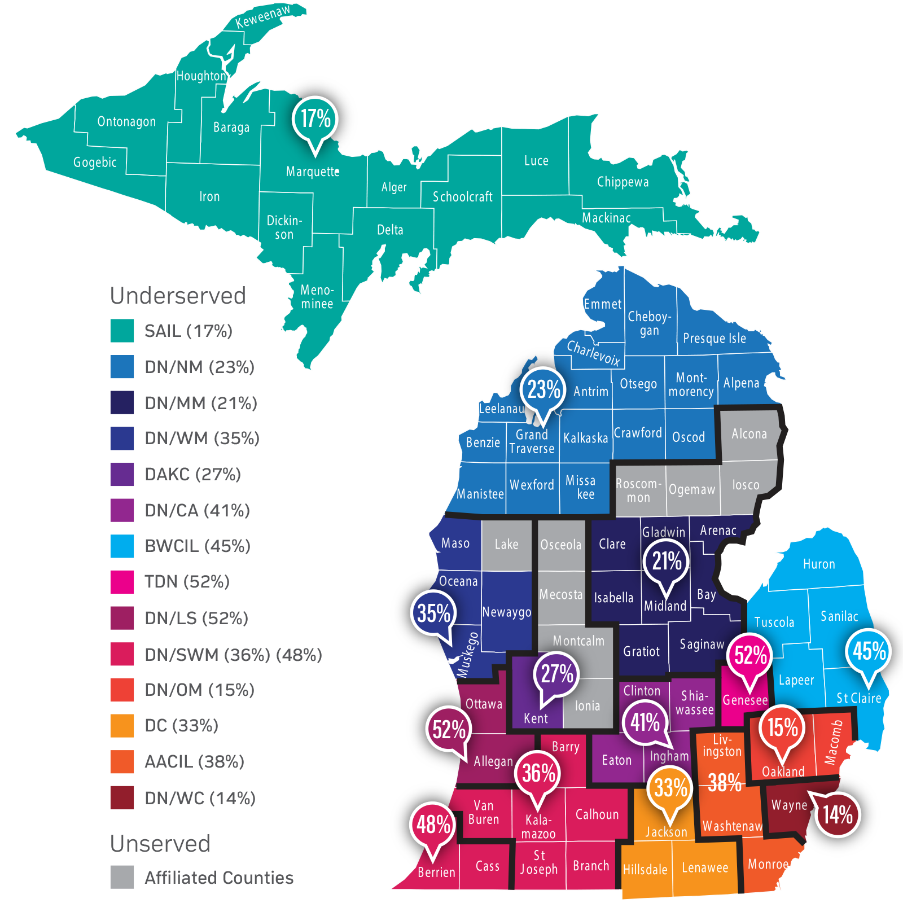 Keweenaw
Houghton
Ontonagon
Baraga
17%
Gogebic
Marquette
Luce
Alger
Chippewa
Iron
Schoolcraft
Dickin-
son
Delta
Mackinac
Meno-
minee
Underserved
SAIL (17%)
DN/NM (23%)
DN/MM (21%)
DN/WM (35%)
DAKC (27%)
DN/CA (41%)
BWCIL (45%)
TDN (52%)
DN/LS (52%)
DN/SWM (36%) (48%)
DN/OM (15%)
DC (33%)
AACIL (38%)
DN/WC (14%)
Unserved
Affiliated Counties
Emmet
Cheboy-
gan
Presque Isle
Charlevoix
23%
Antrim
Otsego
Mont-
morency
Alpena
Leelanau
Benzie
Grand
Traverse
Kalkaska
Crawford
Oscod
Alcona
Manistee
Wexford
Missa
kee
Roscom-
mon
Ogemaw
Iosco
Maso
Lake
Osceola
Clare
Gladwin
Arenac
21%
Huron
Oceana
Newaygo
Mecosta
Isabella
Midland
Bay
Tuscola
Sanilac
35%
Muskego
Montcalm
Gratiot
Saginaw
52%
45%
27%
Lapeer
St Claire
Ottawa
Kent
Ionia
Clinton
Shia-
wassee
Genesee
52%
41%
15%
Macomb
Allegan
Barry
Eaton
Ingham
Liv-
ingston
Oakland
36%
33%
38%
Wayne
14%
48%
Van
Buren
Kala-
mazoo
Calhoun
Jackson
Washtenaw
Berrien
Cass
St
Joseph
Branch
Hillsdale
Lenawee
Monroe